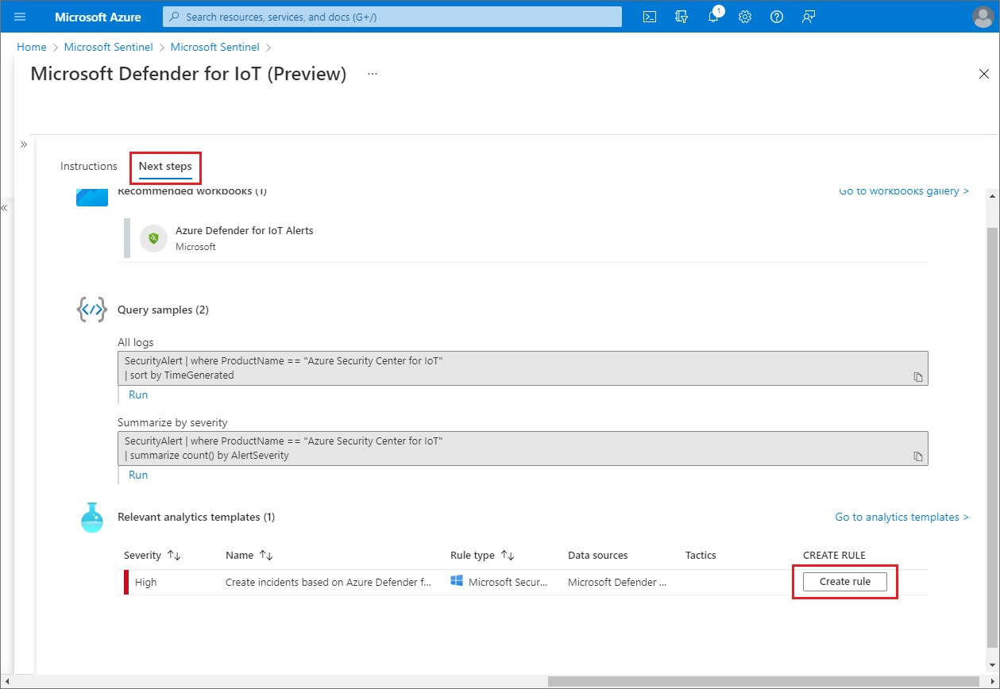 Microsoft Azure
Search resources, services, and docs (G+/)
1
Home > Microsoft Sentinel > Microsoft Sentinel >
Microsoft Defender for IoT (Preview) ...
Instructions
Next steps
Recommended workbooks (1)
Go to workbooks gallery >
Azure Defender for IoT Alerts
Microsoft
Query samples (2)
All logs
SecurityAlert | where ProductName == "Azure Security Center for IoT"
| sort by TimeGenerated
Run
Summarize by severity
SecurityAlert | where ProductName == "Azure Security Center for IoT"
| summarize count() by AlertSeverity
Run
Relevant analytics templates (1)
Go to analytics templates >
Severity ↑↓ Name ↑↓ Rule type ↑↓ Data sources Tactics CREATE RULE
High Create incidents based on Azure Defender f... Microsoft Secur... Microsoft Defender ... Create rule